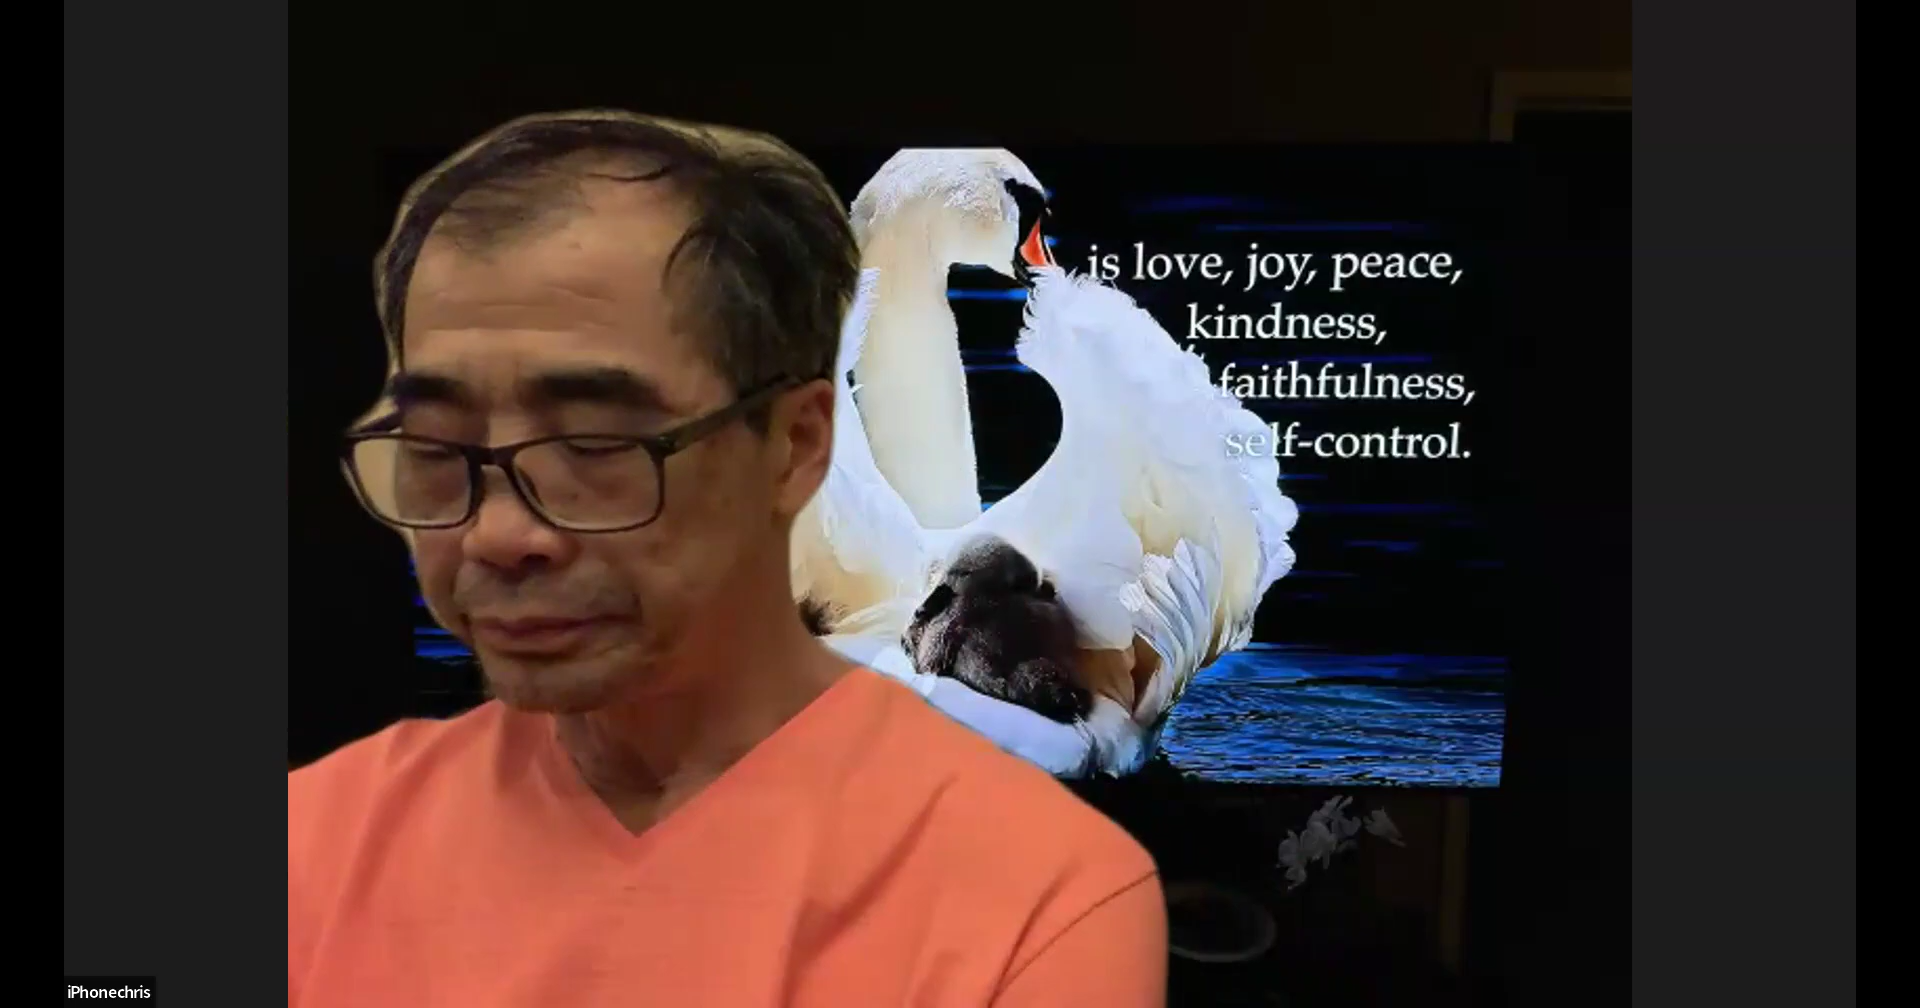 is love, joy, peace,
kindness,
faithfulness,
self-control.
iPhonechris